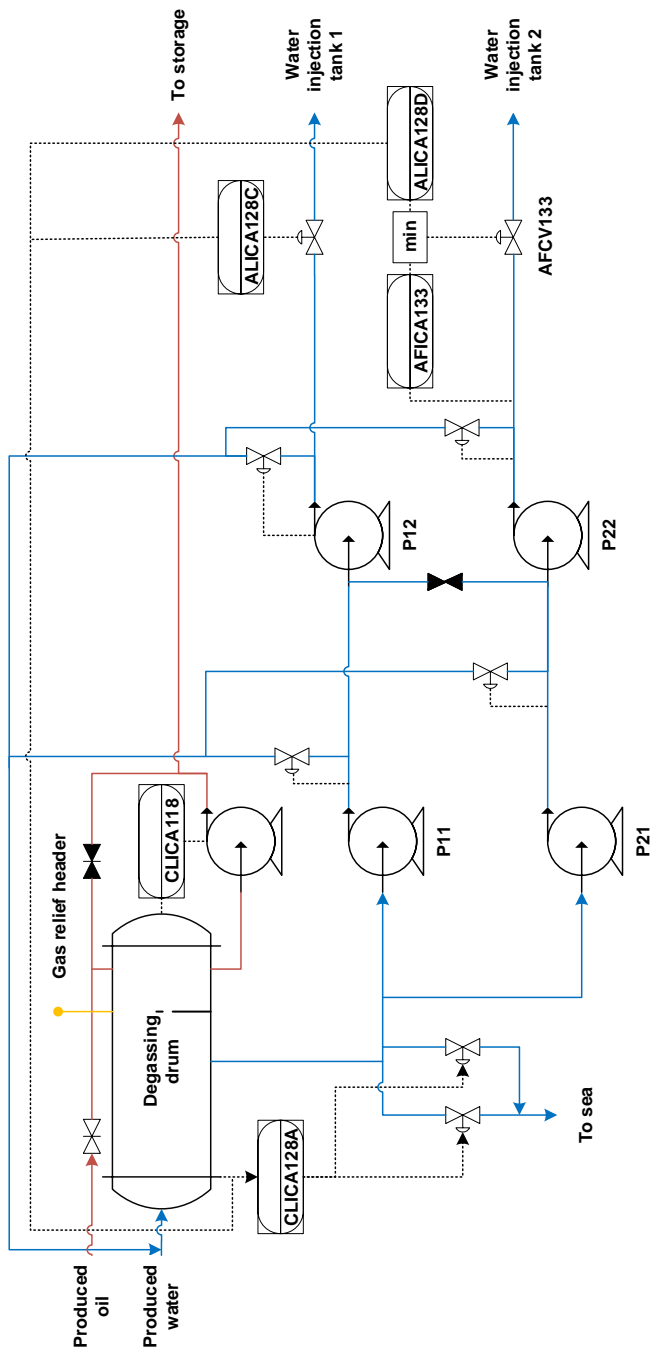 Gas relief header
To storage
Water
injection
tank 1
Water
injection
tank 2
Produced
oil
Produced
water
Degassing
drum
CLICA118
CLICA128A
To sea
P11
P21
P12
P22
ALICA128C
AFICA133
min
ALICA128D
AFCV133